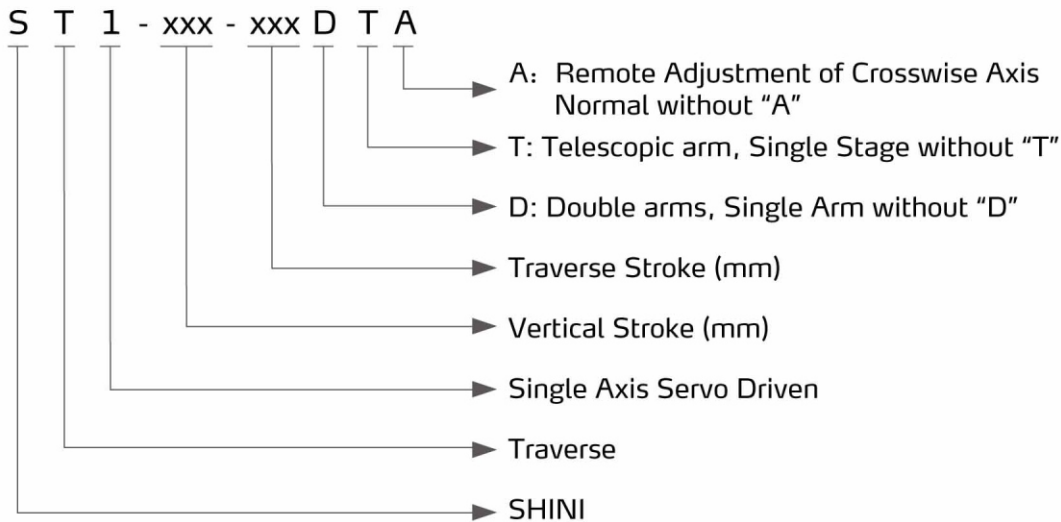 S T 1 - xxx - xxx D T A
A: Remote Adjustment of Crosswise Axis
Normal without “A”
T: Telescopic arm, Single Stage without “T”
D: Double arms, Single Arm without “D”
Traverse Stroke (mm)
Vertical Stroke (mm)
Single Axis Servo Driven
Traverse
SHINI